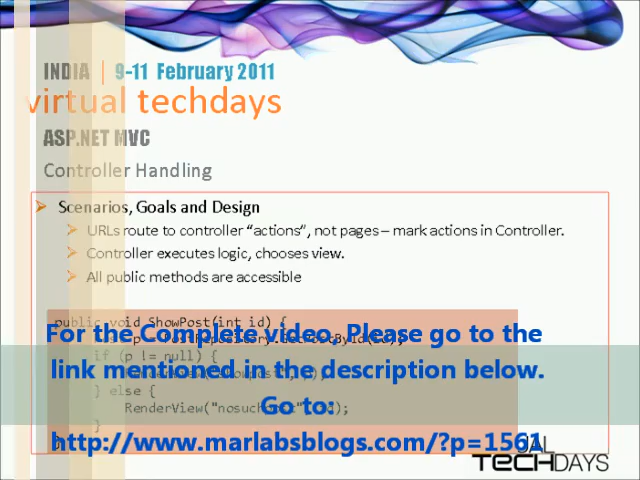 INDIA | 9-11 February 2011
virtual techdays
ASP.NET MVC
Controller Handling
Scenarios, Goals and Design
URLs route to controller “actions”, not pages – mark actions in Controller.
Controller executes logic, chooses view.
All public methods are accessible
public void ShowPost(int id) {
For the Complete video, Please go to the
if (p != null) {
link mentioned in the description below.
} else {
RenderView("nosuch
Go to:
}
http://www.marlabsblogs.com/?p=1561
TECHDAYS